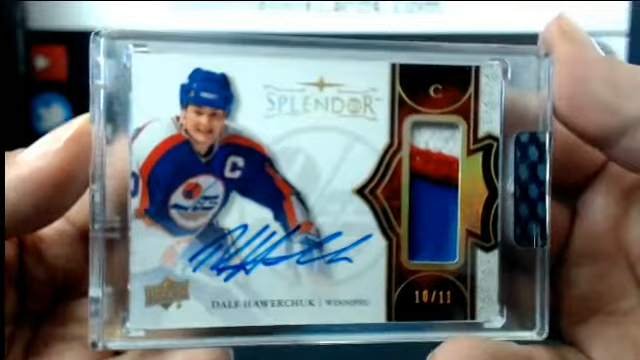 SPLENDOR
C
C
DALE HAWERCHUK | WINNIPEG
10/11